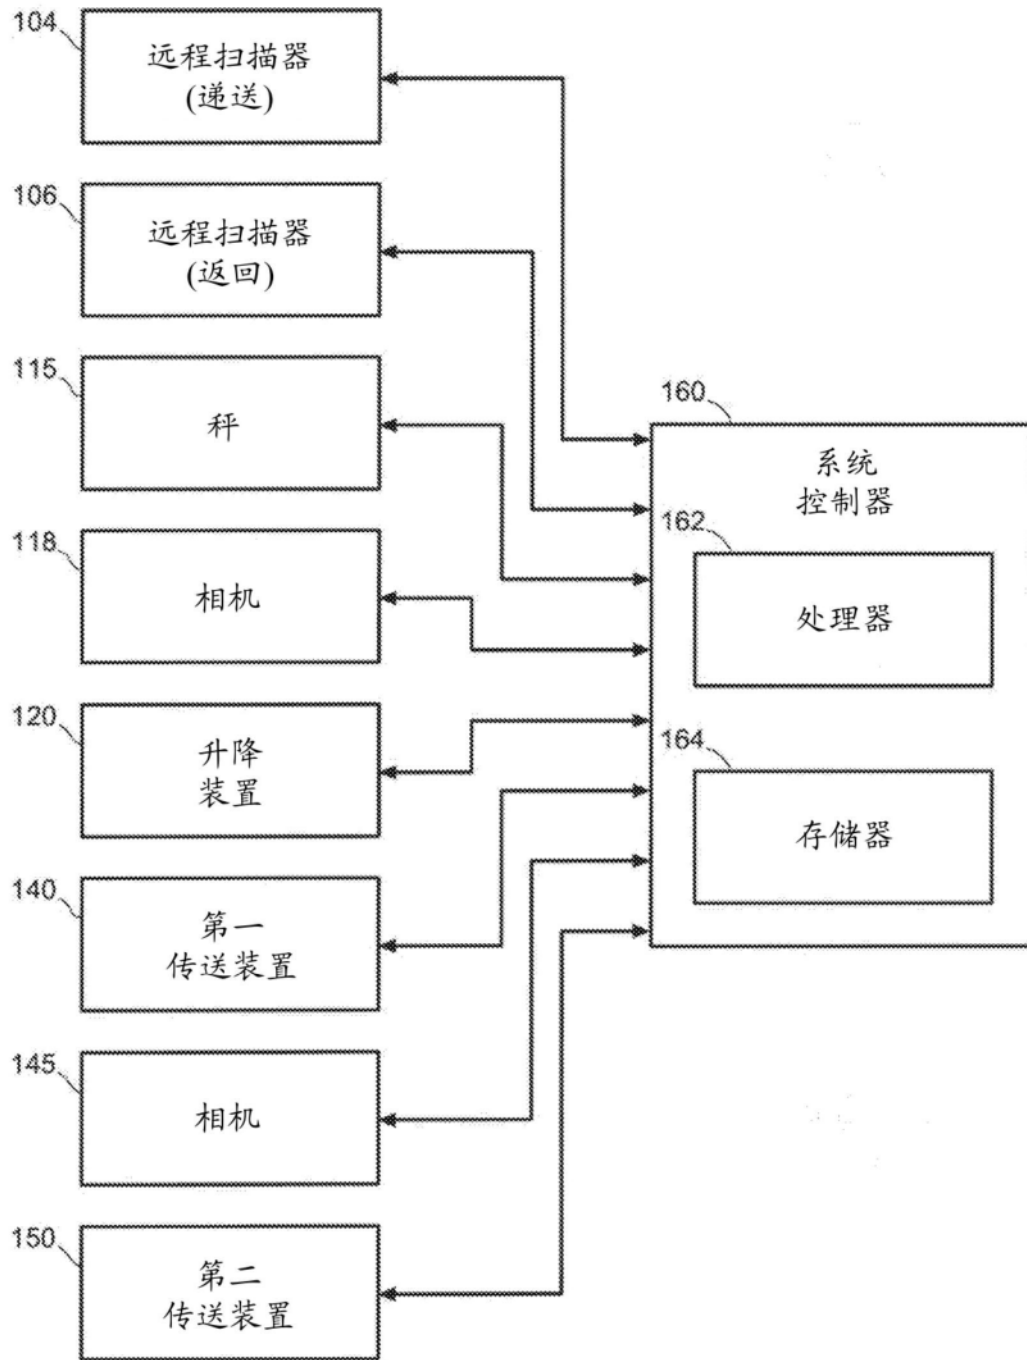 104
远程扫描器
(递送)
106
远程扫描器
(返回)
115
秤
118
相机
120
升降
装置
140
第一
传送装置
145
相机
150
第二
传送装置
160
系统
控制器
162
处理器
164
存储器